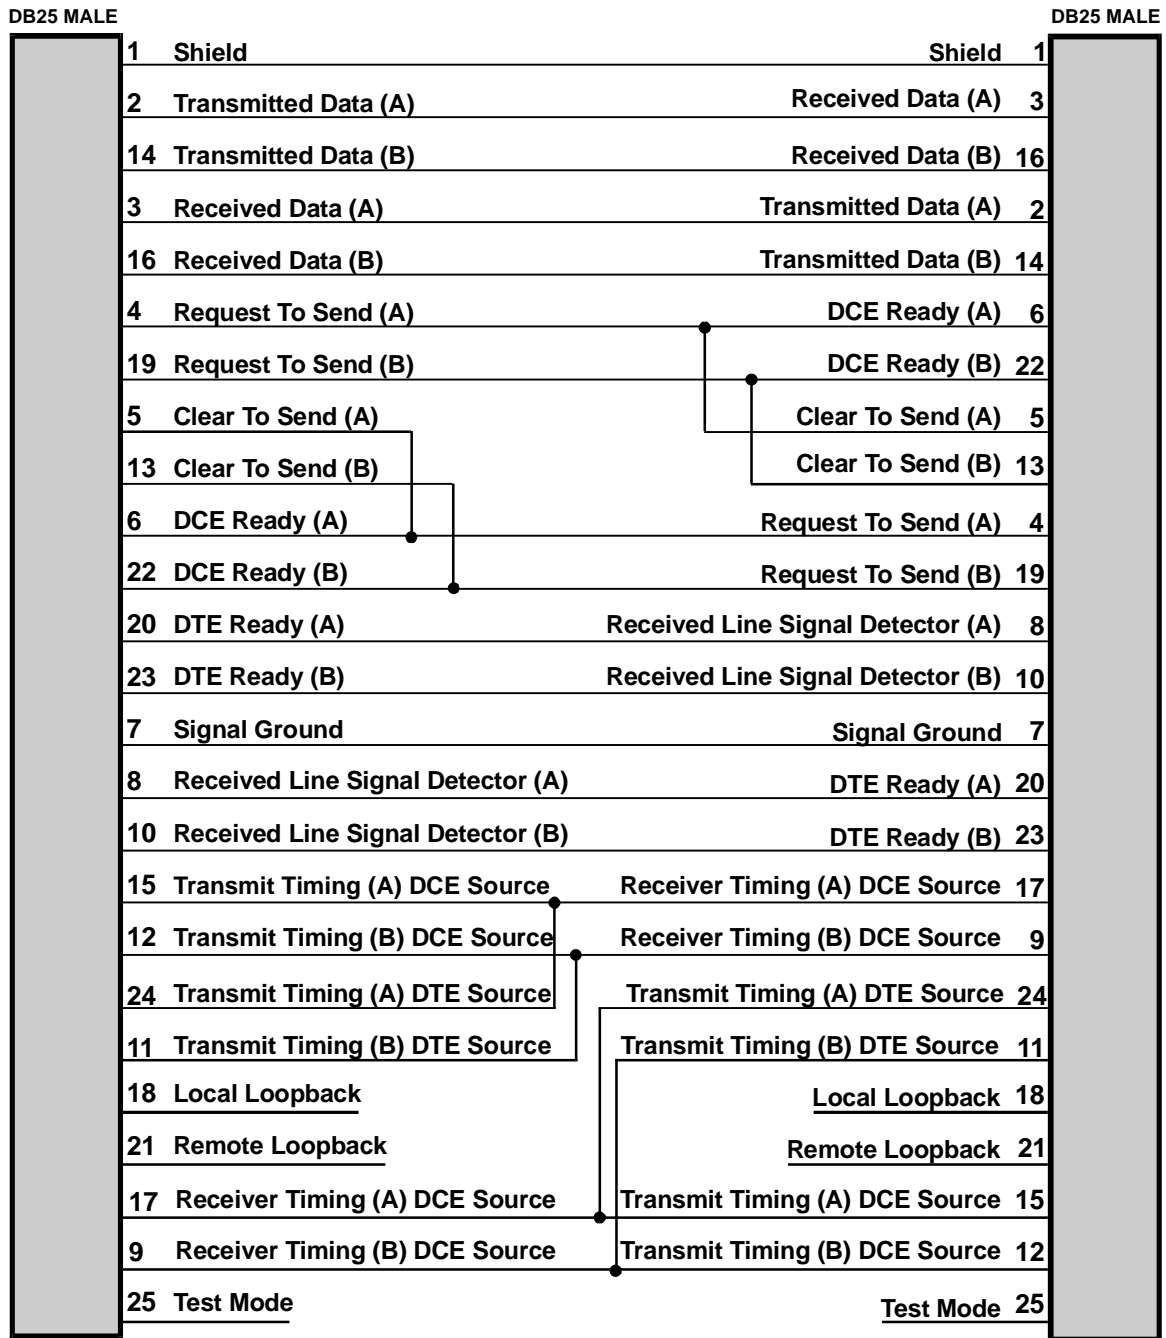 DB25 MALE DB25 MALE
1 Shield Shield 1
2 Transmitted Data (A) Received Data (A) 3
14 Transmitted Data (B) Received Data (B) 16
3 Received Data (A) Transmitted Data (A) 2
16 Received Data (B) Transmitted Data (B) 14
4 Request To Send (A) DCE Ready (A) 6
19 Request To Send (B) DCE Ready (B) 22
5 Clear To Send (A) Clear To Send (A) 5
13 Clear To Send (B) Clear To Send (B) 13
6 DCE Ready (A) Request To Send (A) 4
22 DCE Ready (B) Request To Send (B) 19
20 DTE Ready (A) Received Line Signal Detector (A) 8
23 DTE Ready (B) Received Line Signal Detector (B) 10
7 Signal Ground Signal Ground 7
8 Received Line Signal Detector (A) DTE Ready (A) 20
10 Received Line Signal Detector (B) DTE Ready (B) 23
15 Transmit Timing (A) DCE Source Receiver Timing (A) DCE Source 17
12 Transmit Timing (B) DCE Source Receiver Timing (B) DCE Source 9
24 Transmit Timing (A) DTE Source Transmit Timing (A) DTE Source 24
11 Transmit Timing (B) DTE Source Transmit Timing (B) DTE Source 11
18 Local Loopback Local Loopback 18
21 Remote Loopback Remote Loopback 21
17 Receiver Timing (A) DCE Source Transmit Timing (A) DCE Source 15
9 Receiver Timing (B) DCE Source Transmit Timing (B) DCE Source 12
25 Test Mode Test Mode 25